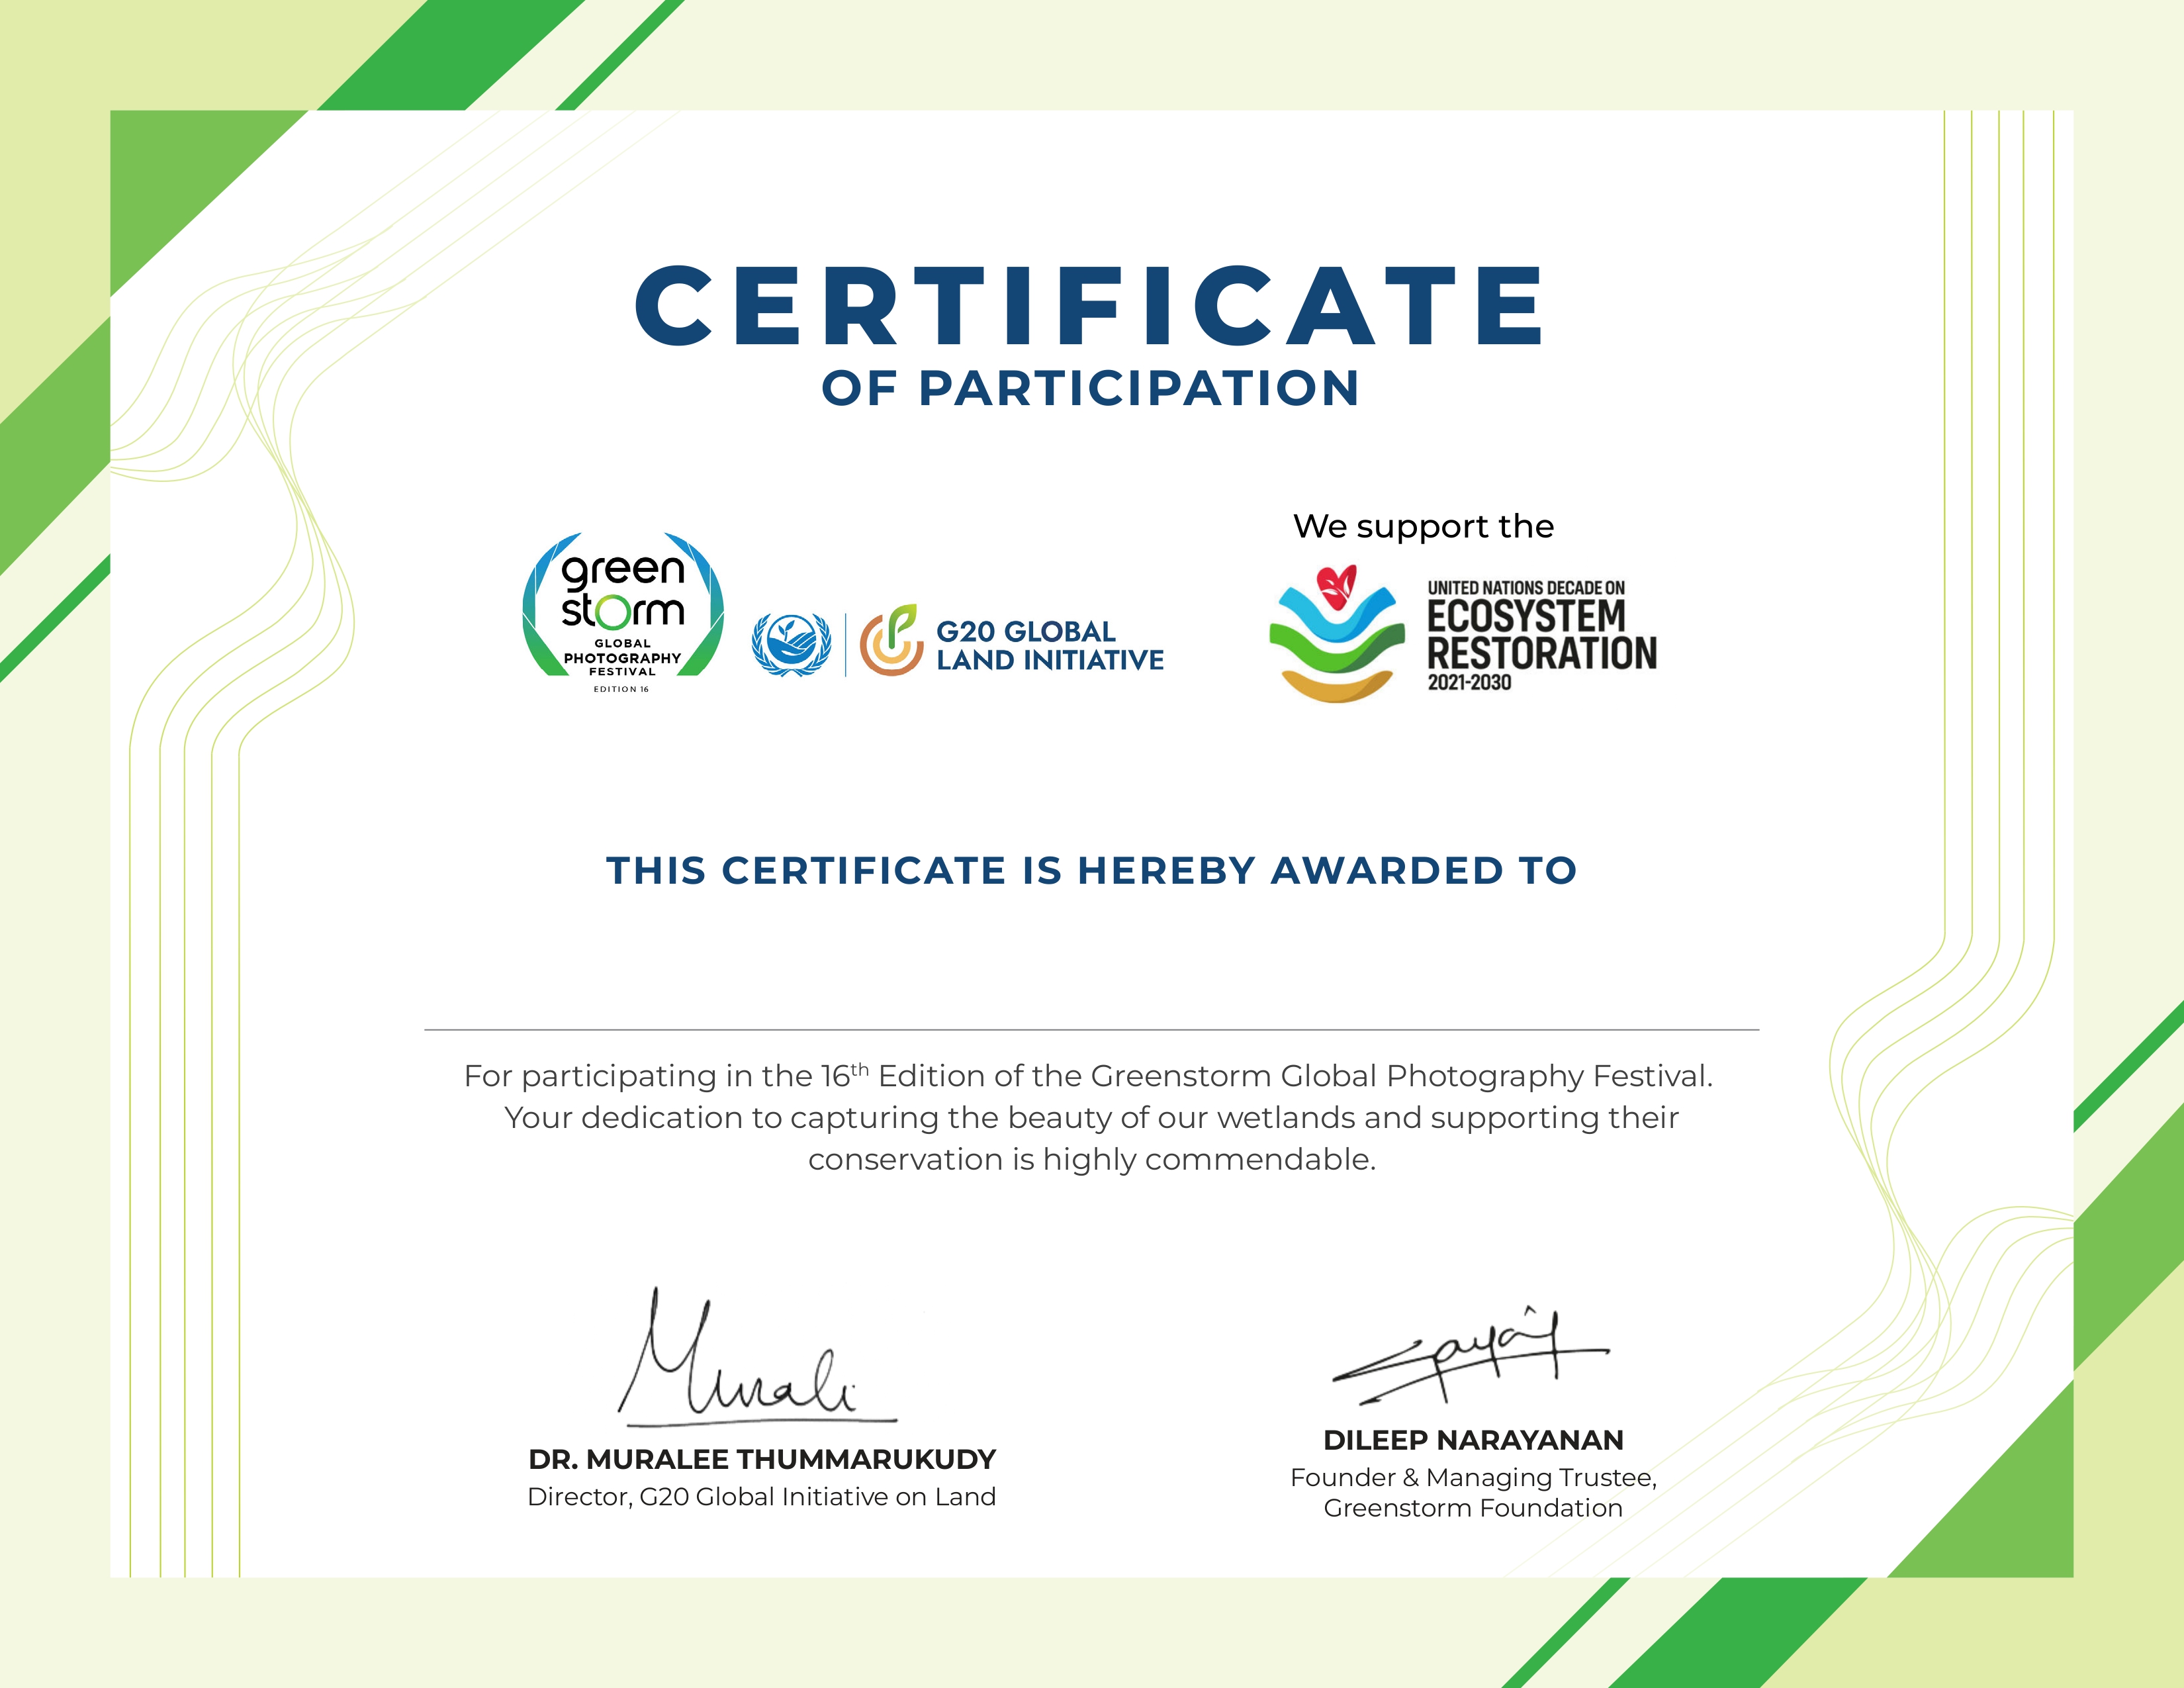 CERTIFICATE
OF PARTICIPATION
green
storm
GLOBAL
PHOTOGRAPHY
FESTIVAL
EDITION 16
G20 GLOBAL
LAND INITIATIVE
We support the
UNITED NATIONS DECADE ON
ECOSYSTEM
RESTORATION
2021-2030
THIS CERTIFICATE IS HEREBY AWARDED TO
For participating in the 16th Edition of the Greenstorm Global Photography Festival.
Your dedication to capturing the beauty of our wetlands and supporting their
conservation is highly commendable.
Murali
DR. MURALEE THUMMARUKUDY
Director, G20 Global Initiative on Land
DILEEP NARAYANAN
Founder & Managing Trustee,
Greenstorm Foundation